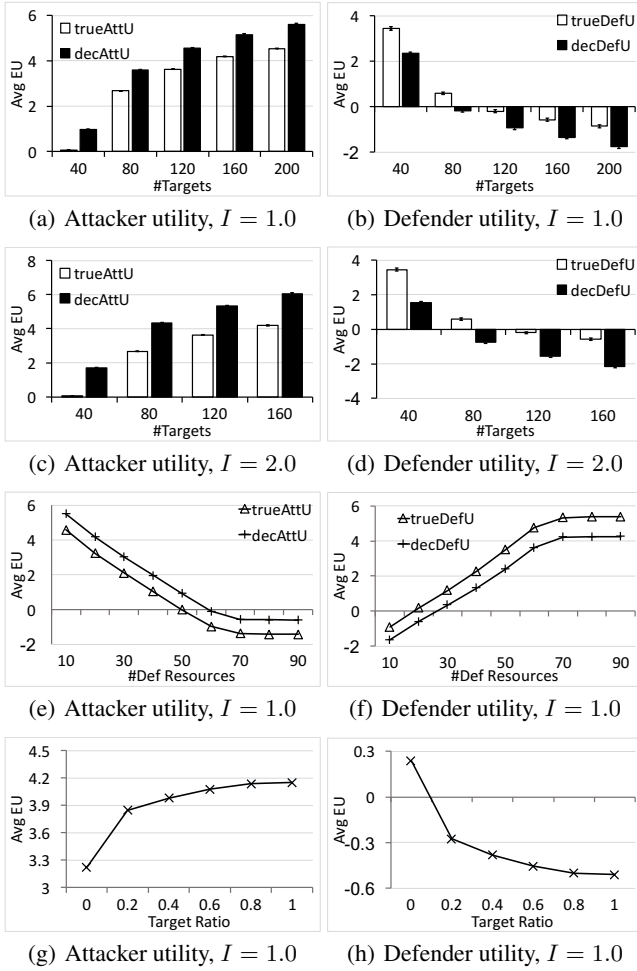 6
4
2
0
Avg EU
trueAttU
decAttU
40 80 120 160 200
#Targets
(a) Attacker utility, I = 1.0
4
2
0
-2
Avg EU
trueDefU
decDefU
40 80 120 160 200
#Targets
(b) Defender utility, I = 1.0
8
6
4
2
0
Avg EU
trueAttU
decAttU
40 80 120 160
#Targets
(c) Attacker utility, I = 2.0
4
2
0
-2
-4
Avg EU
trueDefU
decDefU
40 80 120 160
#Targets
(d) Defender utility, I = 2.0
6
4
2
0
-2
Avg EU
trueAttU
decAttU
10 30 50 70 90
#Def Resources
(e) Attacker utility, I = 1.0
6
4
2
0
-2
Avg EU
trueDefU
decDefU
10 30 50 70 90
#Def Resources
(f) Defender utility, I = 1.0
4.5
4.2
3.9
3.6
3.3
3
Avg EU
0 0.2 0.4 0.6 0.8 1
Target Ratio
(g) Attacker utility, I = 1.0
0.3
0
-0.3
-0.6
Avg EU
0 0.2 0.4 0.6 0.8 1
Target Ratio
(h) Defender utility, I = 1.0